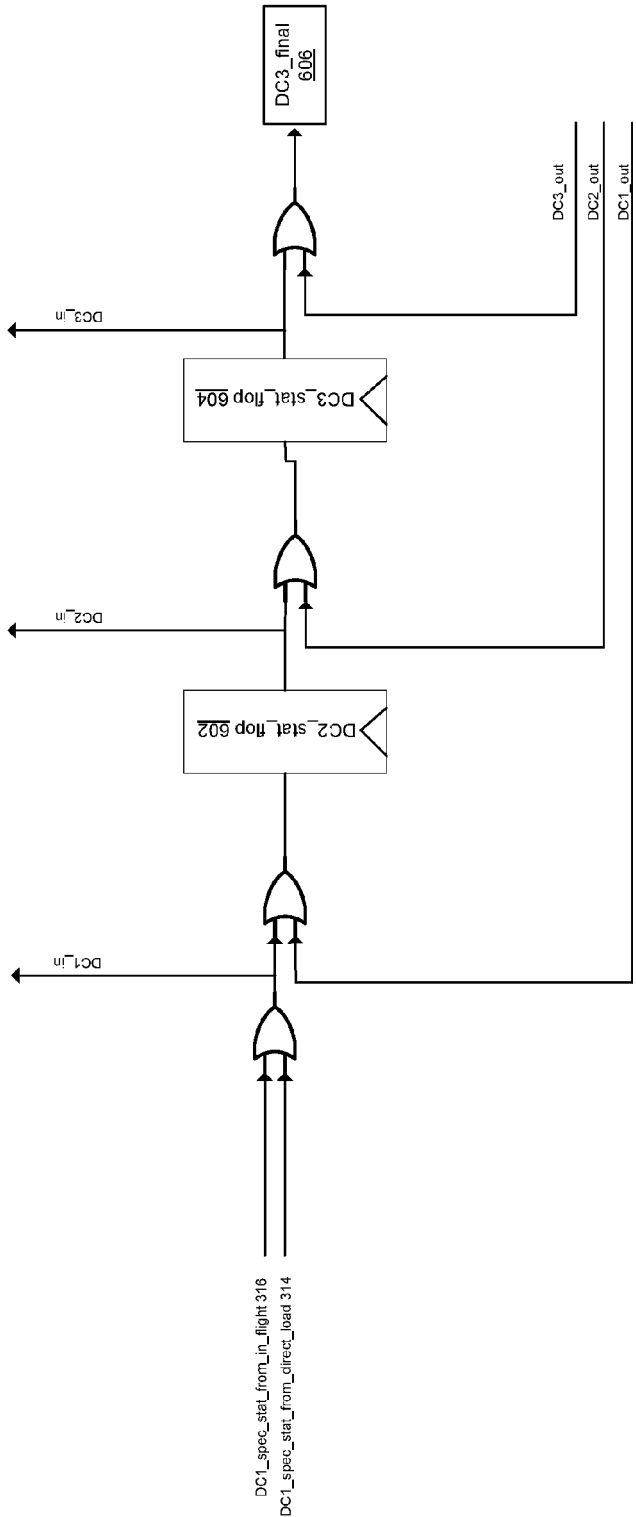 DC1_spec_stat_from_in_flight 316
DC1_spec_stat_from_direct_load 314
DC1_in
DC2_stat_flop 602
DC2_in
DC3_stat_flop 604
DC3_in
DC3_final
606
DC3_out
DC2_out
DC1_out